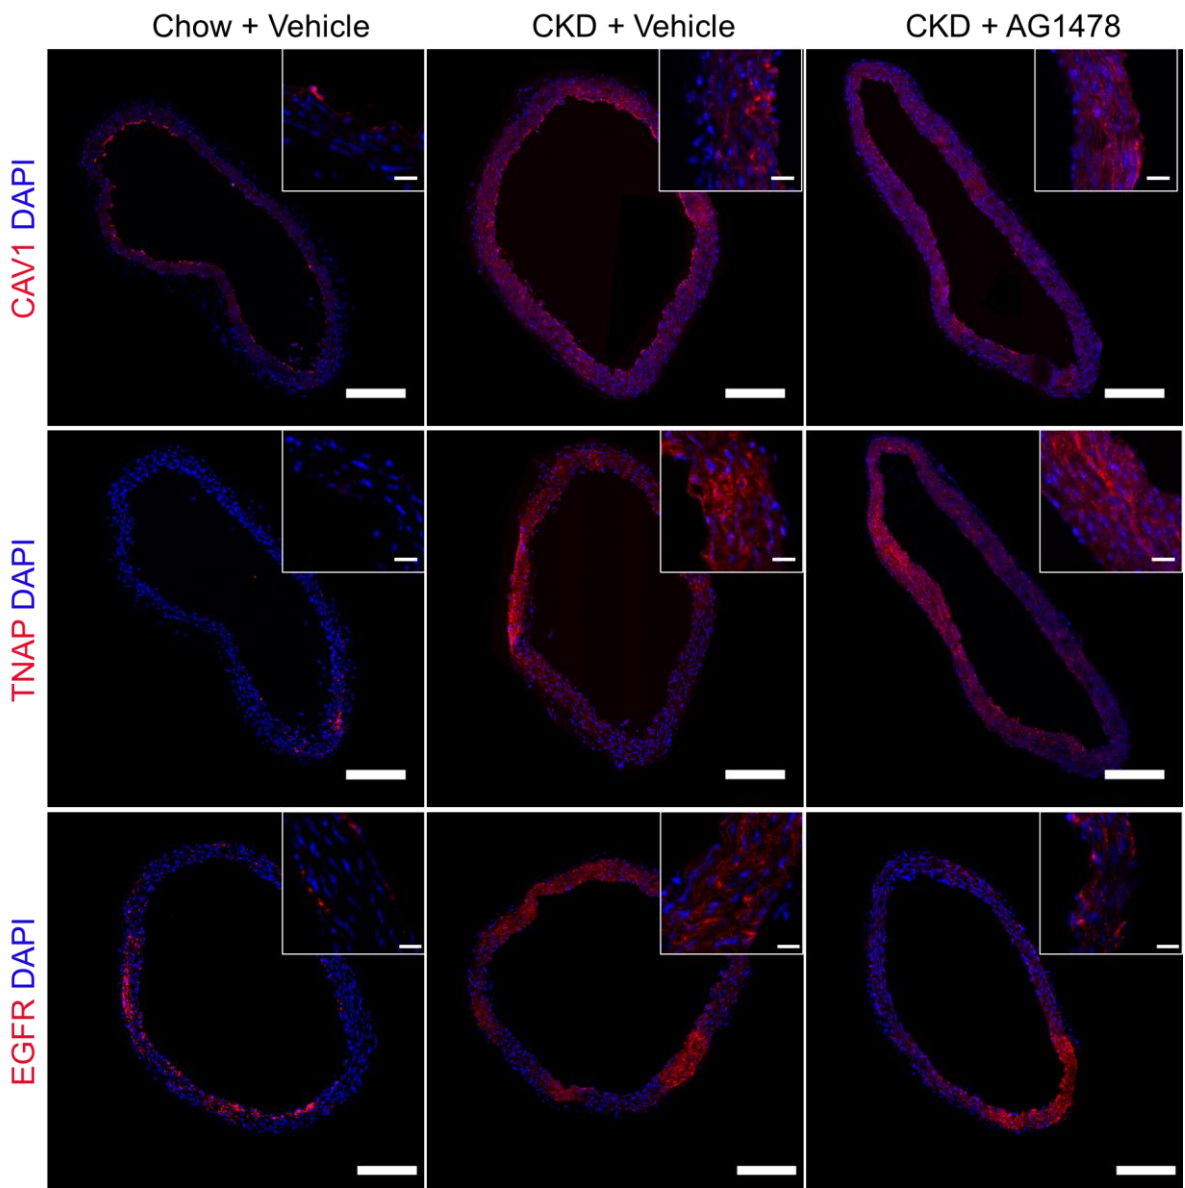 Chow + Vehicle
CKD + Vehicle
CKD + AG1478
CAV1 DAPI
TNAP DAPI
EGFR DAPI